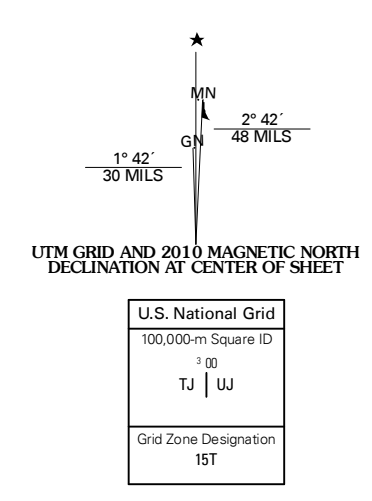 ★
MN
2° 42´
48 MILS
GN
1° 42´
30 MILS
UTM GRID AND 2010 MAGNETIC NORTH
DECLINATION AT CENTER OF SHEET
U.S. National Grid
100,000-m Square ID
3 00
TJ | UJ
Grid Zone Designation
15T